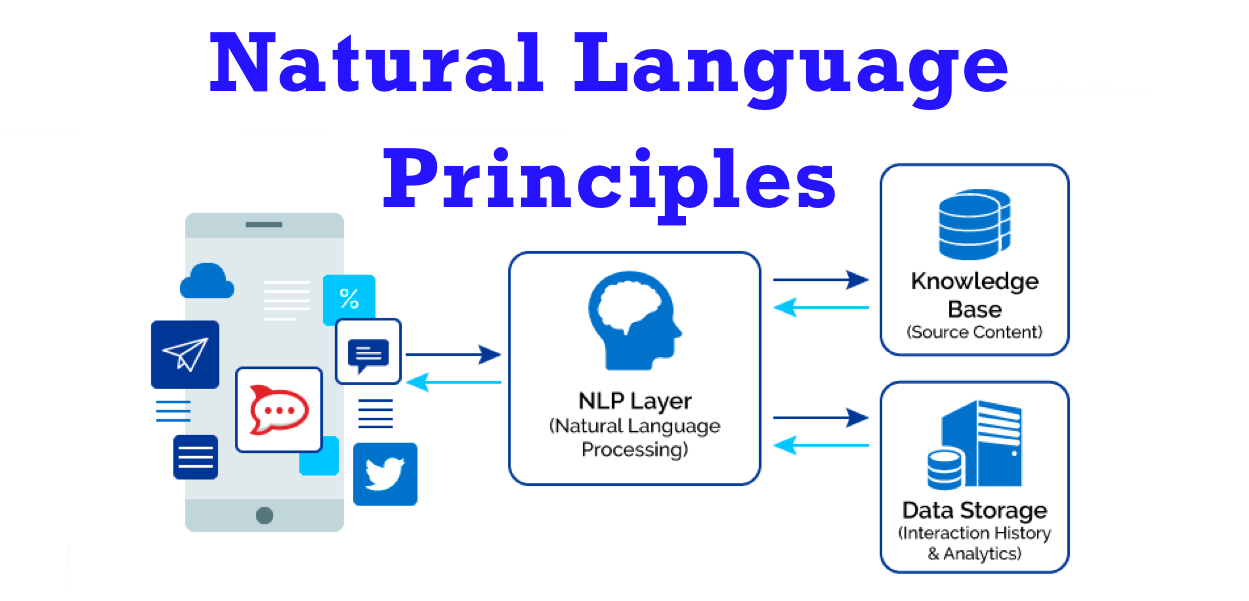 Natural Language
Principles
%
NLP Layer
(Natural Language
Processing)
Knowledge
Base
(Source Content)
Data Storage
(Interaction History
& Analytics)